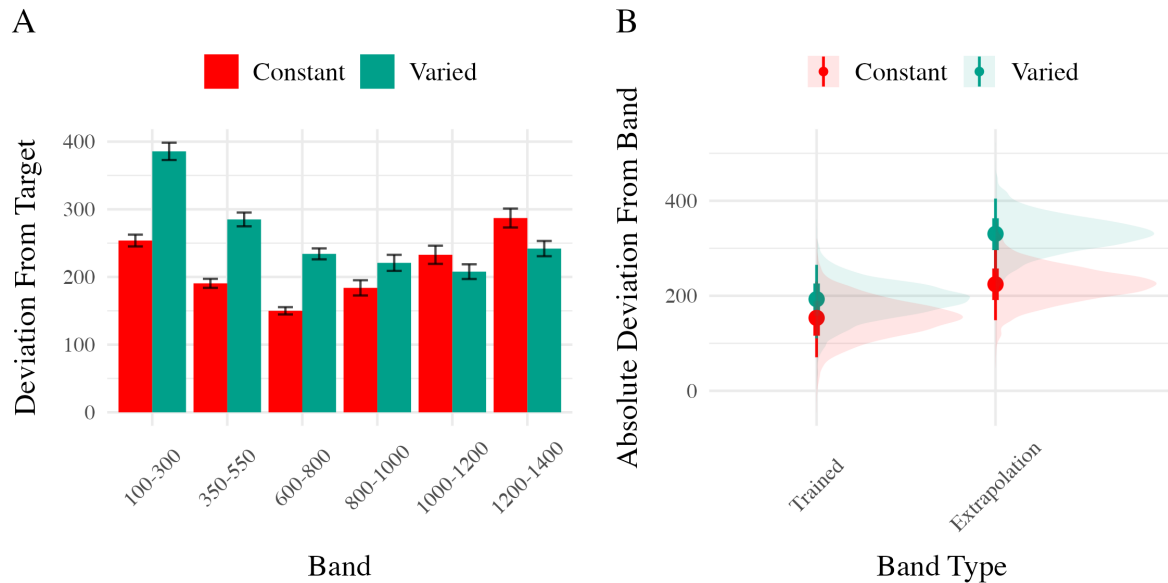 A
Constant
Varied
Deviation From Target
400
300
200
100
0
100-300
350-550
600-800
800-1000
1000-1200
1200-1400
Band
B
Constant
Varied
Absolute Deviation From Band
400
200
0
Trained
Extrapolation
Band Type